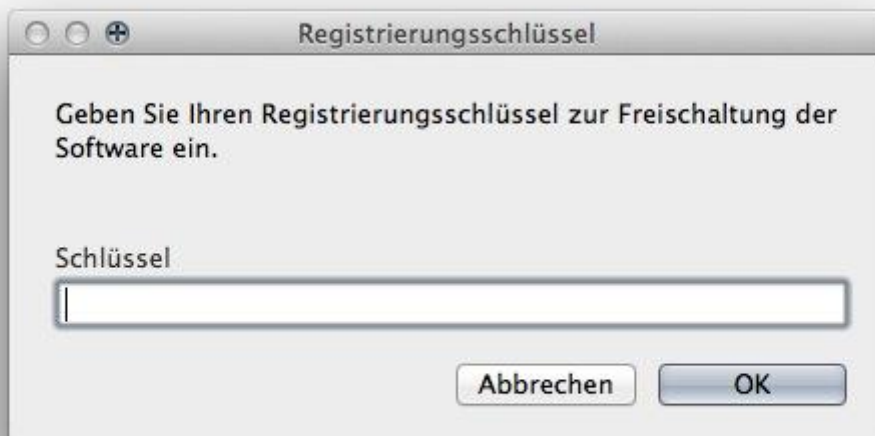 Registrierungsschlüssel
Geben Sie Ihren Registrierungsschlüssel zur Freischaltung der
Software ein.
Schlüssel
Abbrechen OK